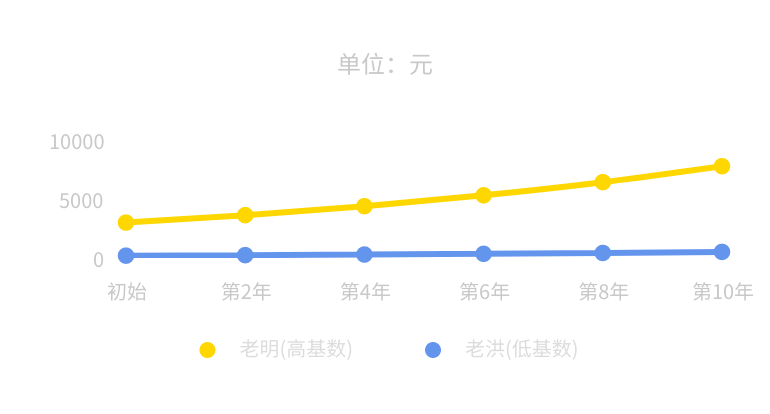 单位：元
10000
5000
0
初始 第2年 第4年 第6年 第8年 第10年
老明(高基数) 老洪(低基数)